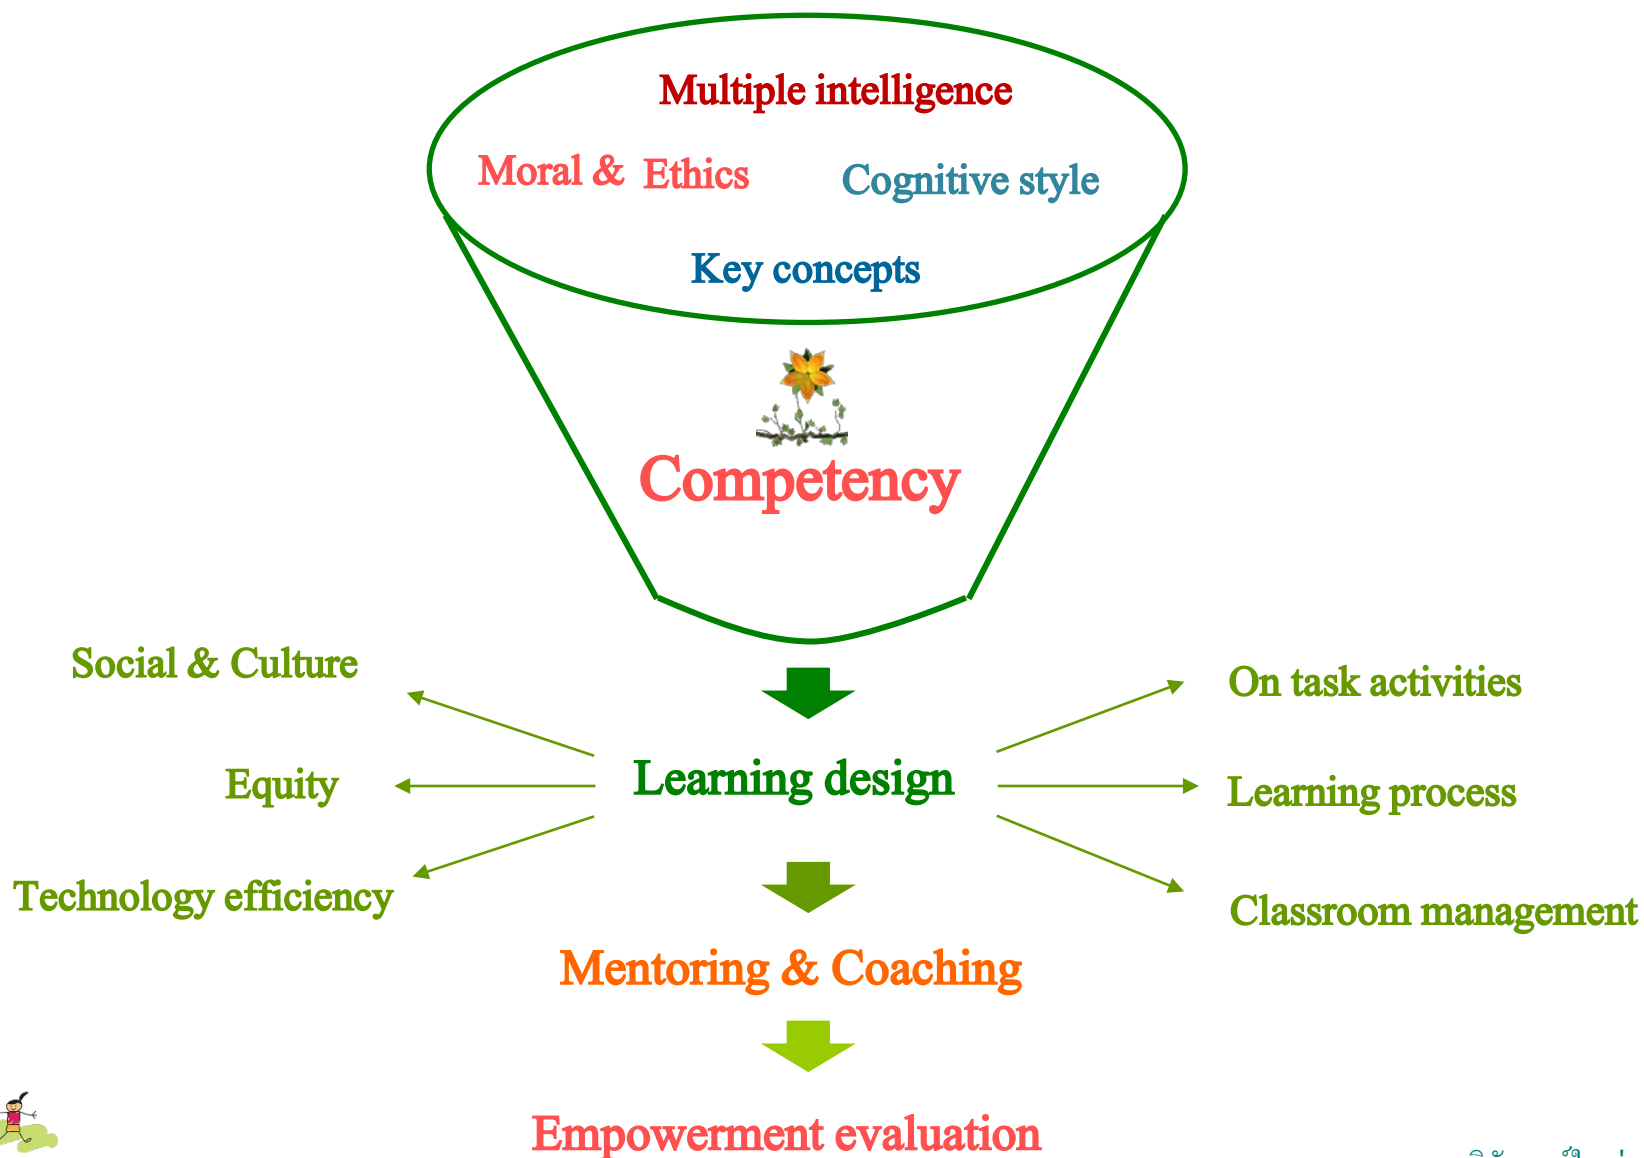 Multiple intelligence
Moral & Ethics
Cognitive style
Key concepts
Competency
Social & Culture
On task activities
Equity
Learning design
Learning process
Technology efficiency
Classroom management
Mentoring & Coaching
Empowerment evaluation